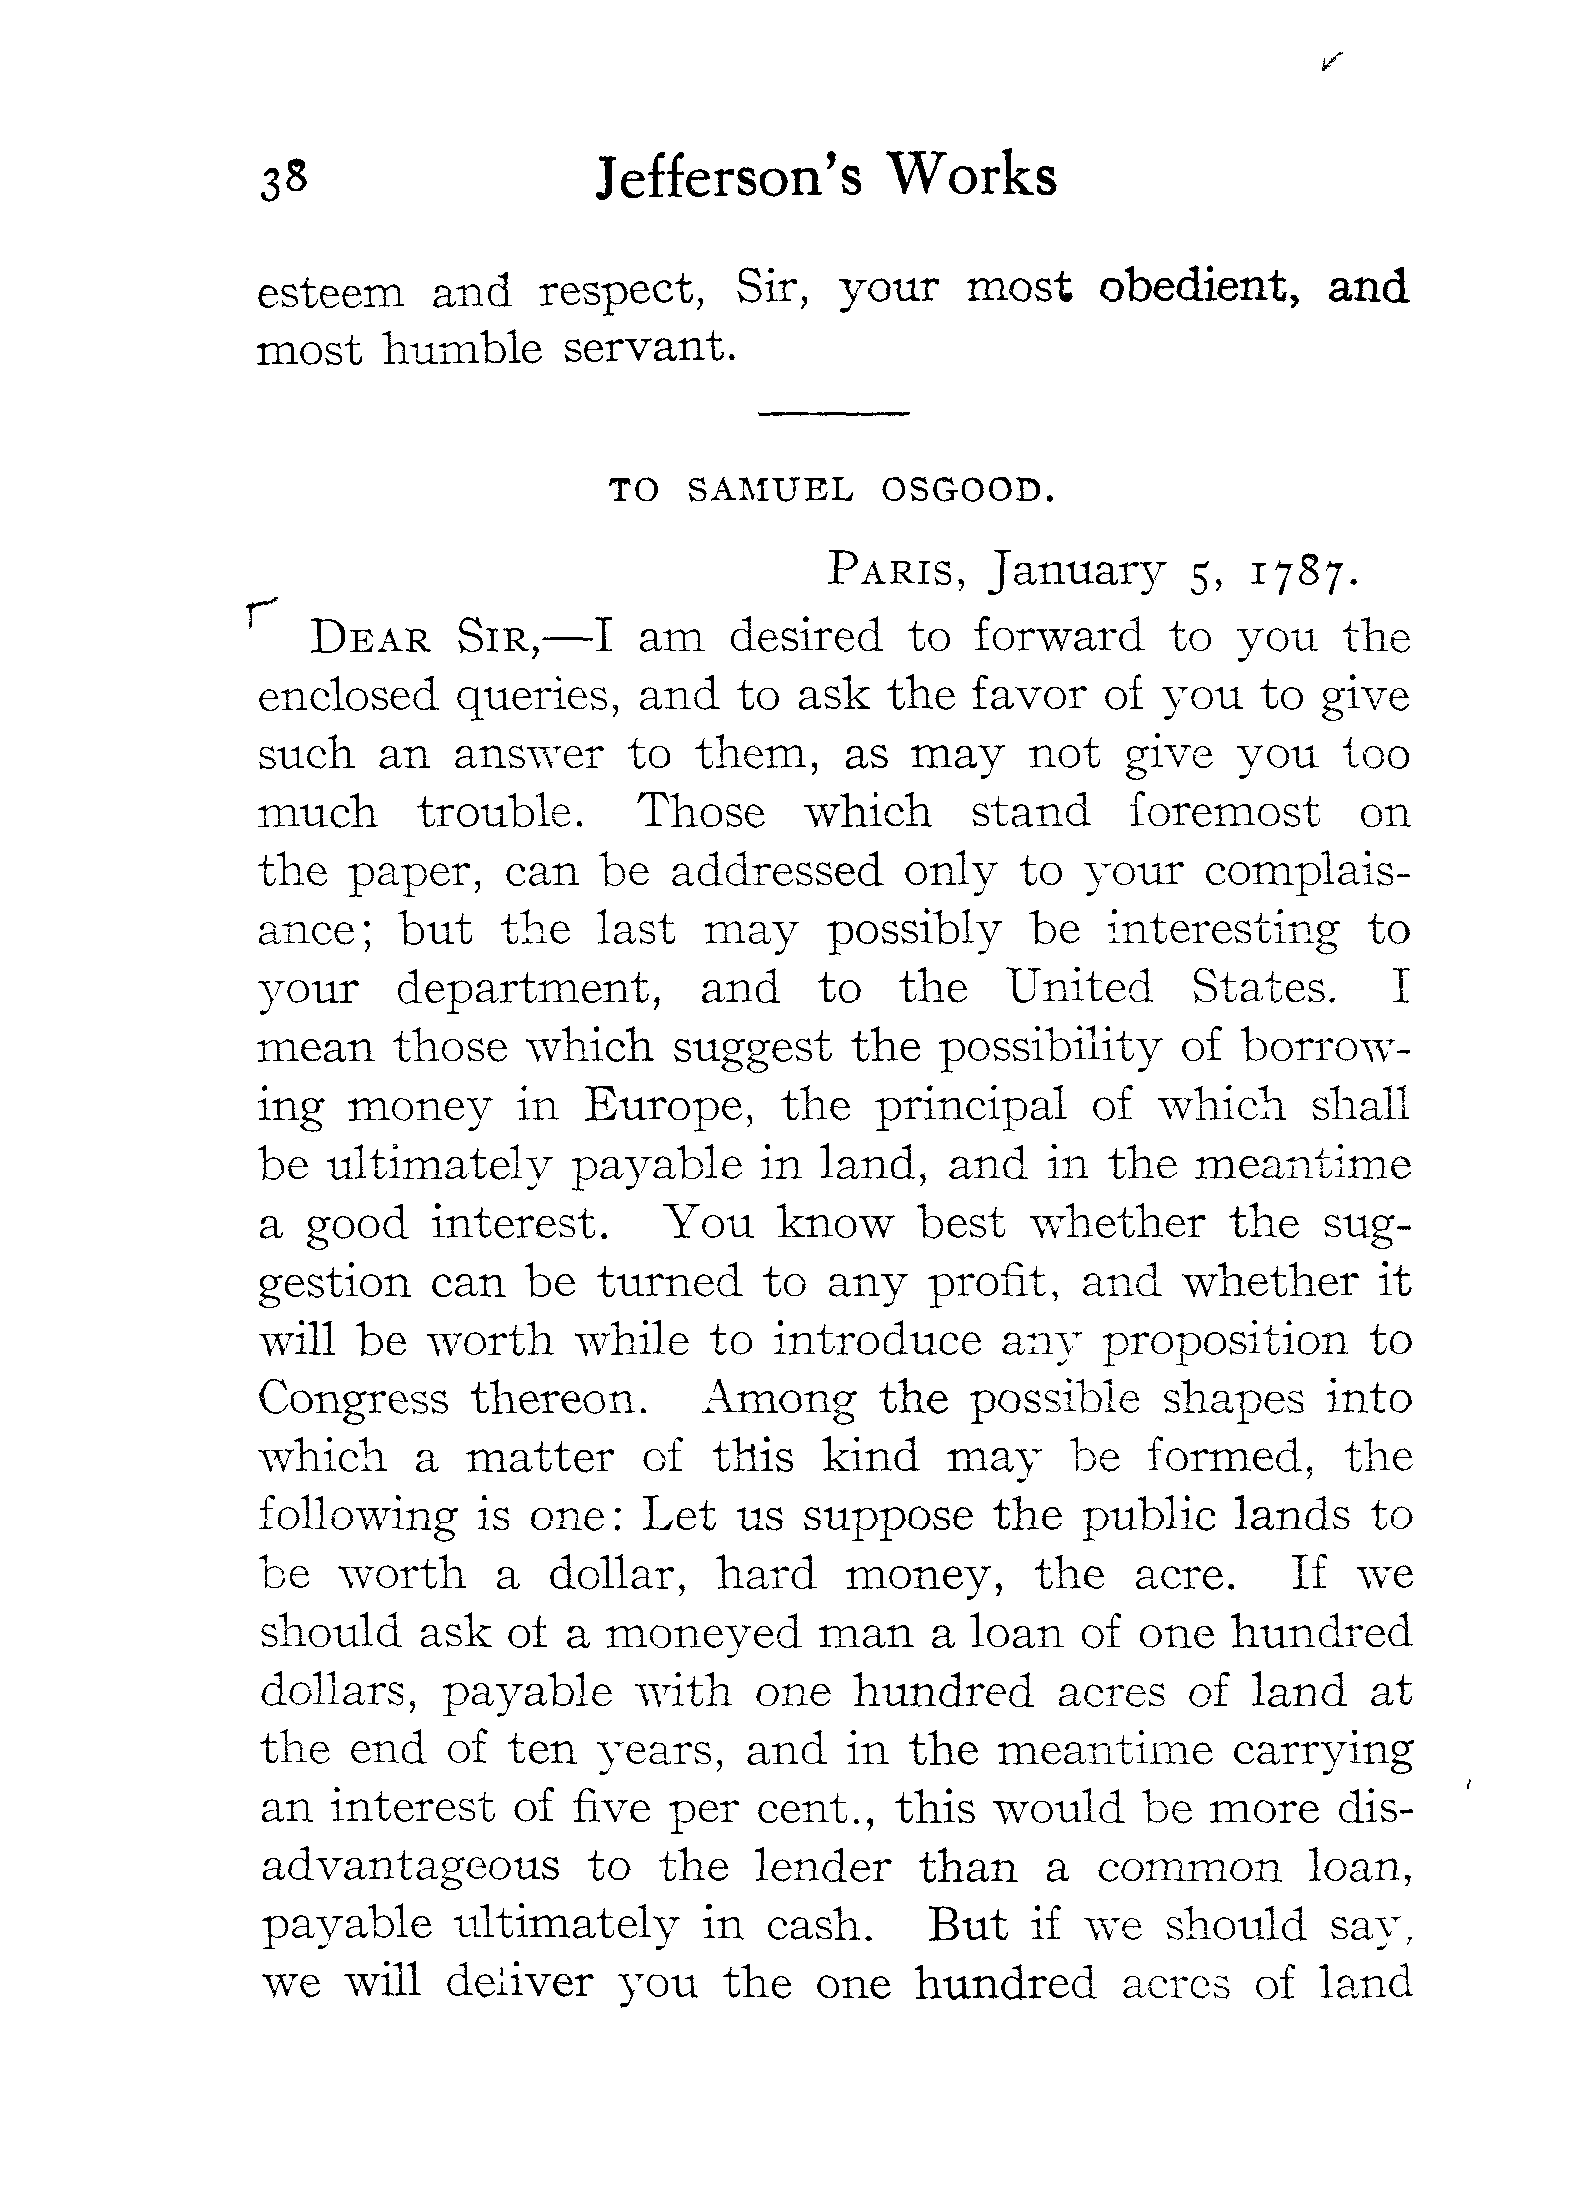 38 Jefferson's Works
esteem and respect, Sir, your most obedient, and
most humble servant.
TO SAMUEL OSGOOD.
PARIS, January 5, 1787.
DEAR SIR,—I am desired to forward to you the
enclosed queries, and to ask the favor of you to give
such an answer to them, as may not give you too
much trouble. Those which stand foremost on
the paper, can be addressed only to your complais-
ance; but the last may possibly be interesting to
your department, and to the United States. I
mean those which suggest the possibility of borrow-
ing money in Europe, the principal of which shall
be ultimately payable in land, and in the meantime
a good interest. You know best whether the sug-
gestion can be turned to any profit, and whether it
will be worth while to introduce any proposition to
Congress thereon. Among the possible shapes into
which a matter of this kind may be formed, the
following is one: Let us suppose the public lands to
be worth a dollar, hard money, the acre. If we
should ask of a moneyed man a loan of one hundred
dollars, payable with one hundred acres of land at
the end of ten years, and in the meantime carrying
an interest of five per cent., this would be more dis-
advantageous to the lender than a common loan,
payable ultimately in cash. But if we should say,
we will deliver you the one hundred acres of land